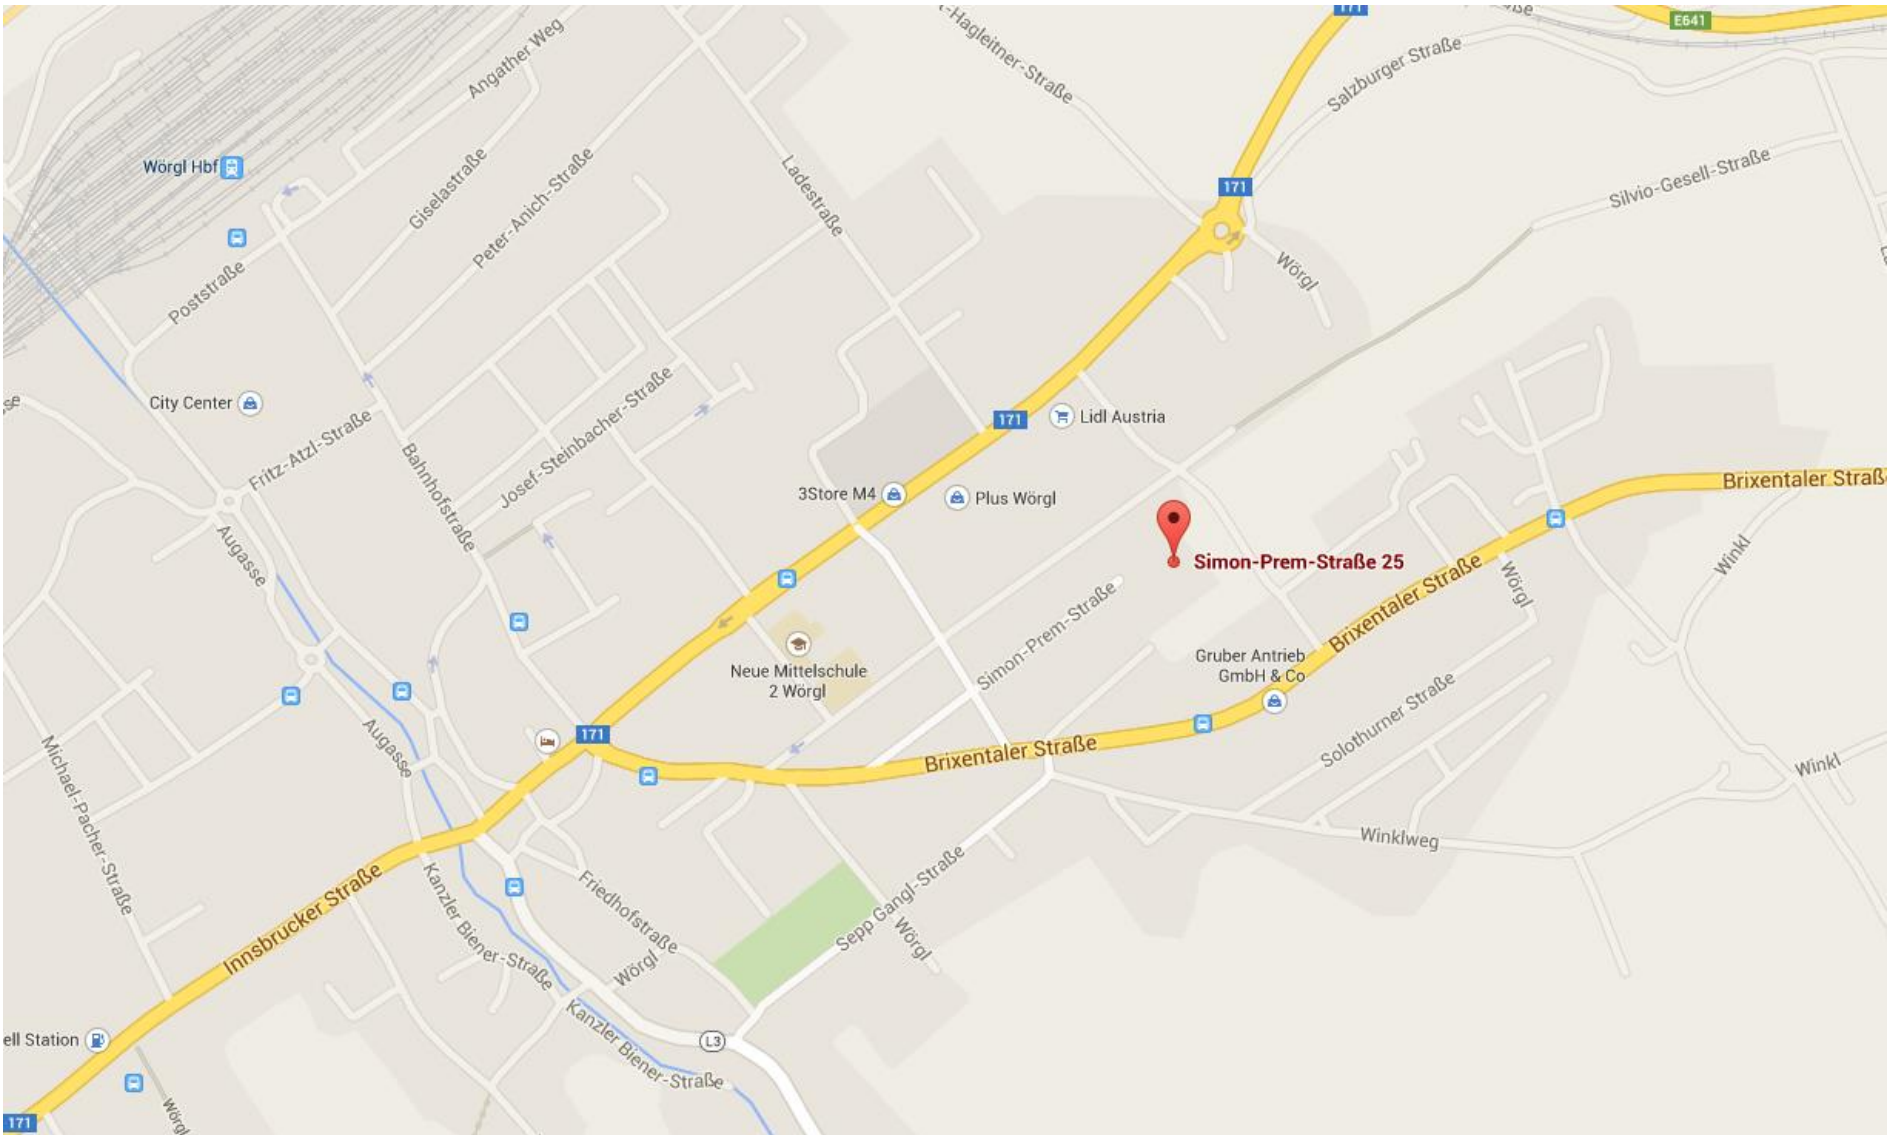 171
E641
t-Hagleitner-Straße
Salzburger Straße
Angather Weg
Wörgl Hbf
Giselastraße
Peter-Anich-Straße
Ladestraße
171
Silvio-Gesell-Straße
Poststraße
Wörgl
City Center
171
Lidl Austria
Fritz-Atzl-Straße
Josef-Steinbacher-Straße
Bahnhofstraße
3Store M4
Plus Wörgl
Brixentaler Straß
Augasse
Simon-Prem-Straße 25
Winkl
Wörgl
Brixentaler Straße
Simon-Prem-Straße
Neue Mittelschule
2 Wörgl
Gruber Antrieb
GmbH & Co
Solothurner Straße
171
Augasse
Brixentaler Straße
Michael-Pacher-Straße
Winkl
Winklweg
Innsbrucker Straße
Kanzler Biener-Straße
Friedhofstraße
Sepp Gangl-Straße
Wörgl
Wörgl
Kanzler Biener-Straße
L3
ell Station
171
Wörgl